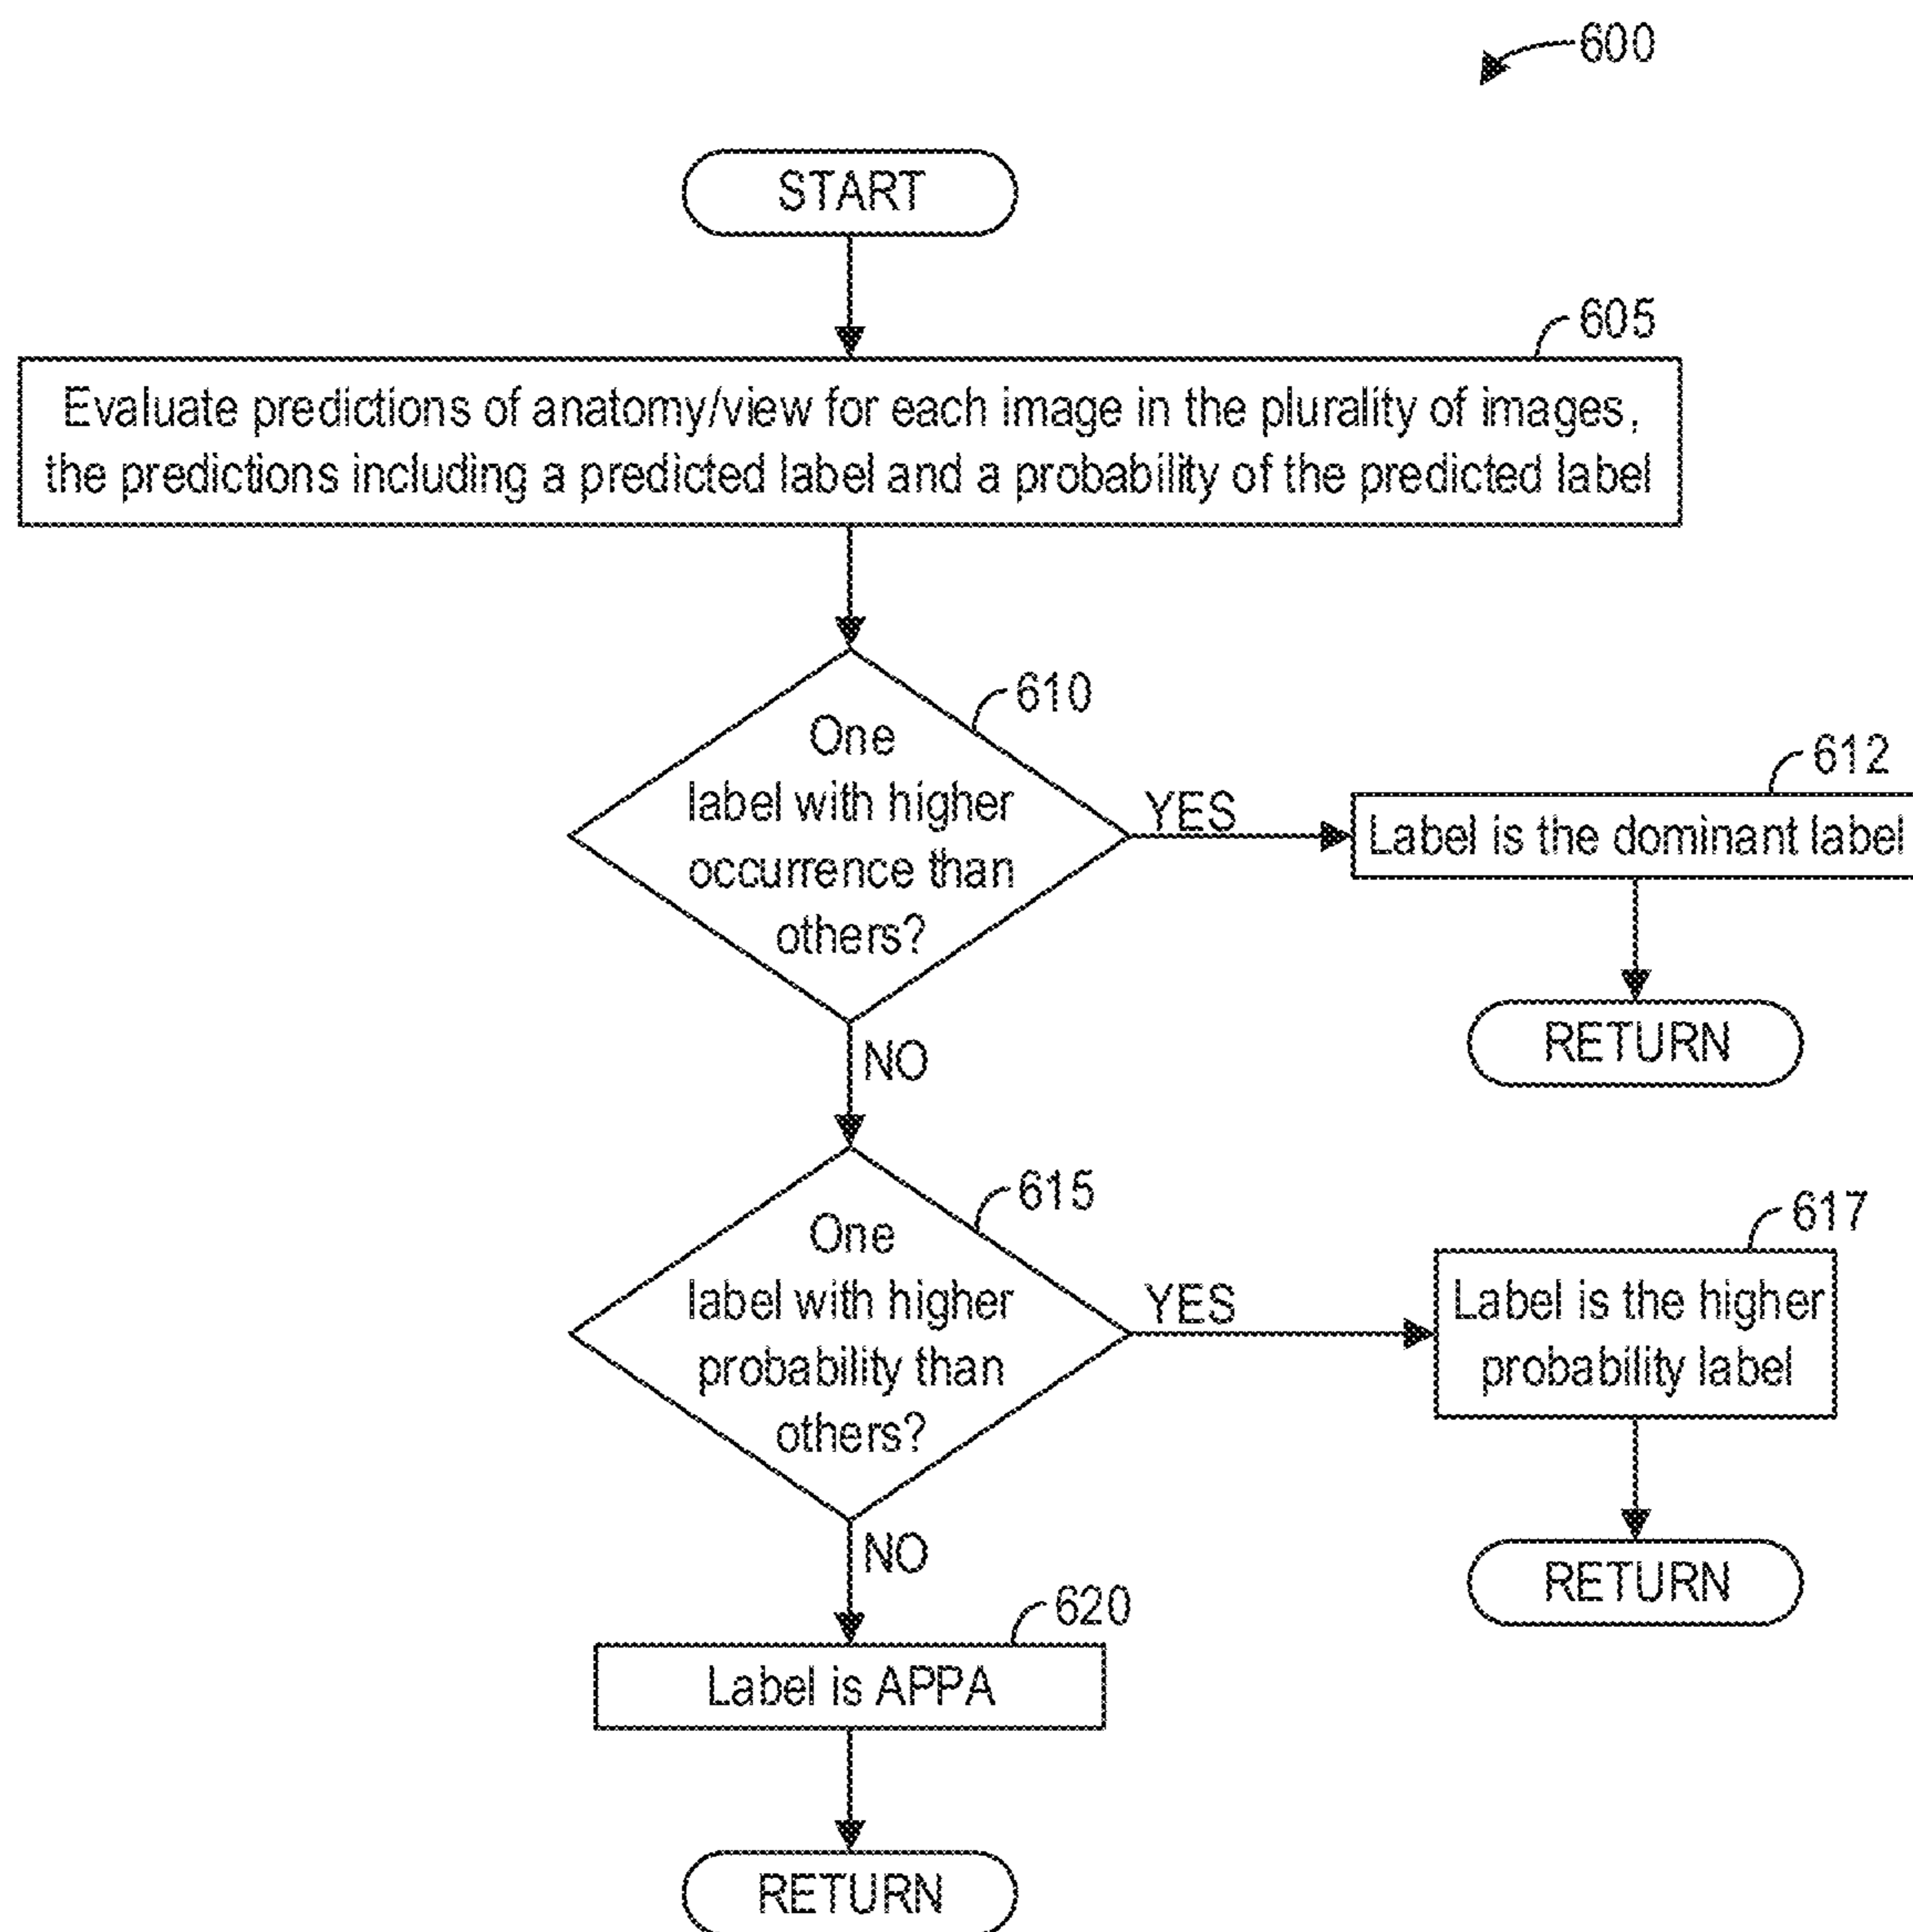 600
START
605
Evaluate predictions of anatomy/view for each image in the plurality of images,
the predictions including a predicted label and a probability of the predicted label
610
One
label with higher
occurrence than
others?
YES
612
Label is the dominant label
RETURN
NO
615
One
label with higher
probability than
others?
YES
617
Label is the higher
probability label
RETURN
NO
620
Label is APPA
RETURN